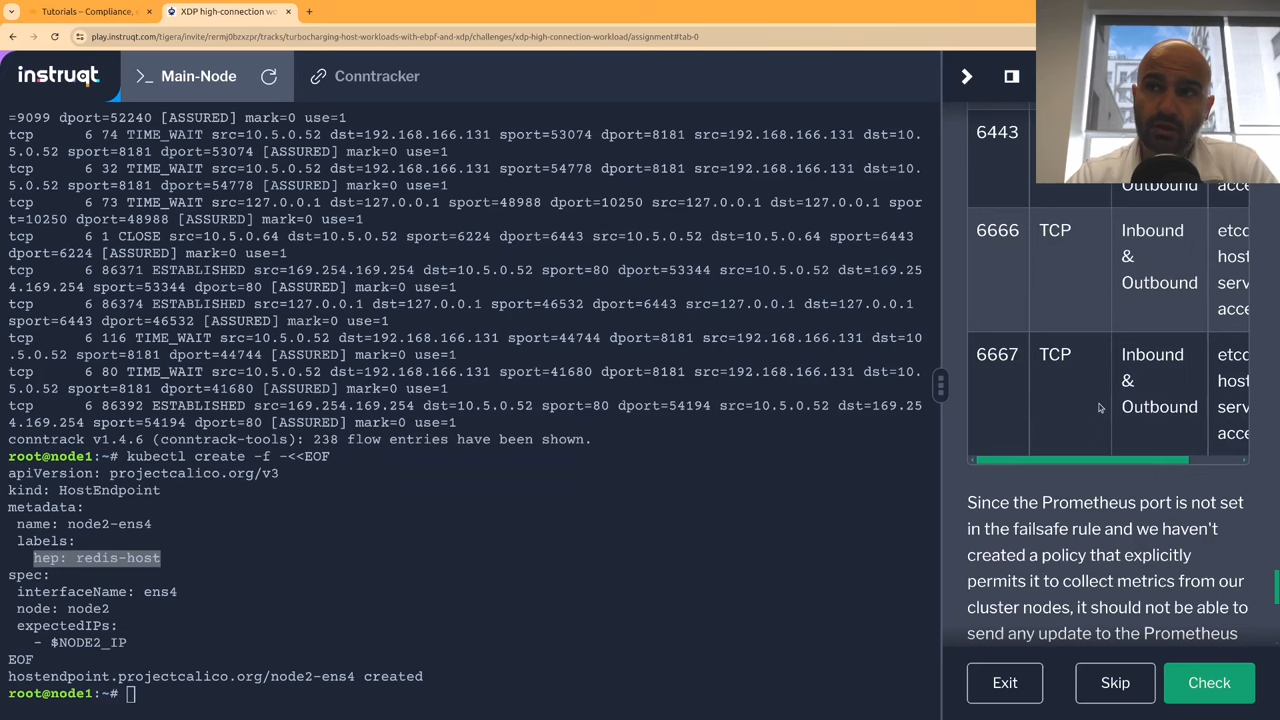 Tutorials – Compliance,
XDP high-connection wo
play.instruqt.com/tigera/invite/rermj0bzxzpr/tracks/turbocharging-host-workloads-with-ebpf-and-xdp/challenges/xdp-high-connection-workload/assignment#tab-0
instruqt
>_ Main-Node
Conntracker
=9099 dport=52240 [ASSURED] mark=0 use=1
tcp 6 74 TIME_WAIT src=10.5.0.52 dst=192.168.166.131 sport=53074 dport=8181 src=192.168.166.131 dst=10.
5.0.52 sport=8181 dport=53074 [ASSURED] mark=0 use=1
tcp 6 32 TIME_WAIT src=10.5.0.52 dst=192.168.166.131 sport=54778 dport=8181 src=192.168.166.131 dst=10.
5.0.52 sport=8181 dport=54778 [ASSURED] mark=0 use=1
tcp 6 73 TIME_WAIT src=127.0.0.1 dst=127.0.0.1 sport=48988 dport=10250 src=127.0.0.1 dst=127.0.0.1 spor
t=10250 dport=48988 [ASSURED] mark=0 use=1
tcp 6 1 CLOSE src=10.5.0.64 dst=10.5.0.52 sport=6224 dport=6443 src=10.5.0.52 dst=10.5.0.64 sport=6443
dport=6224 [ASSURED] mark=0 use=1
tcp 6 86371 ESTABLISHED src=169.254.169.254 dst=10.5.0.52 sport=80 dport=53344 src=10.5.0.52 dst=169.25
4.169.254 sport=53344 dport=80 [ASSURED] mark=0 use=1
tcp 6 86374 ESTABLISHED src=127.0.0.1 dst=127.0.0.1 sport=46532 dport=6443 src=127.0.0.1 dst=127.0.0.1
sport=6443 dport=46532 [ASSURED] mark=0 use=1
tcp 6 116 TIME_WAIT src=10.5.0.52 dst=192.168.166.131 sport=44744 dport=8181 src=192.168.166.131 dst=10
.5.0.52 sport=8181 dport=44744 [ASSURED] mark=0 use=1
tcp 6 80 TIME_WAIT src=10.5.0.52 dst=192.168.166.131 sport=41680 dport=8181 src=192.168.166.131 dst=10.
5.0.52 sport=8181 dport=41680 [ASSURED] mark=0 use=1
tcp 6 86392 ESTABLISHED src=169.254.169.254 dst=10.5.0.52 sport=80 dport=54194 src=10.5.0.52 dst=169.25
4.169.254 sport=54194 dport=80 [ASSURED] mark=0 use=1
conntrack v1.4.6 (conntrack-tools): 238 flow entries have been shown.
root@node1:~# kubectl create -f -<<EOF
apiVersion: projectcalico.org/v3
kind: HostEndpoint
metadata:
name: node2-ens4
labels:
hep: redis-host
spec:
interfaceName: ens4
node: node2
expectedIPs:
- $NODE2_IP
EOF
hostendpoint.projectcalico.org/node2-ens4 created
root@node1:~#
6443
Outbound acce
6666 TCP Inbound etcd
& host
Outbound serv
acce
6667 TCP Inbound etcd
& host
Outbound serv
acce
Since the Prometheus port is not set
in the failsafe rule and we haven't
created a policy that explicitly
permits it to collect metrics from our
cluster nodes, it should not be able to
send any update to the Prometheus
Exit
Skip
Check